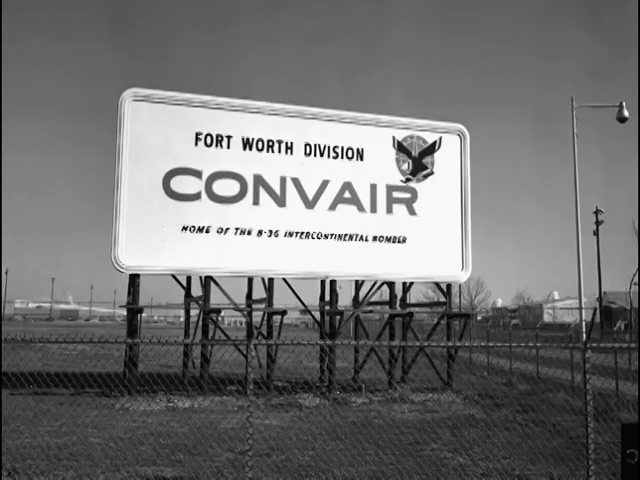 FORT WORTH DIVISION
CONVAIR
HOME OF THE B-36 INTERCONTINENTAL BOMBER